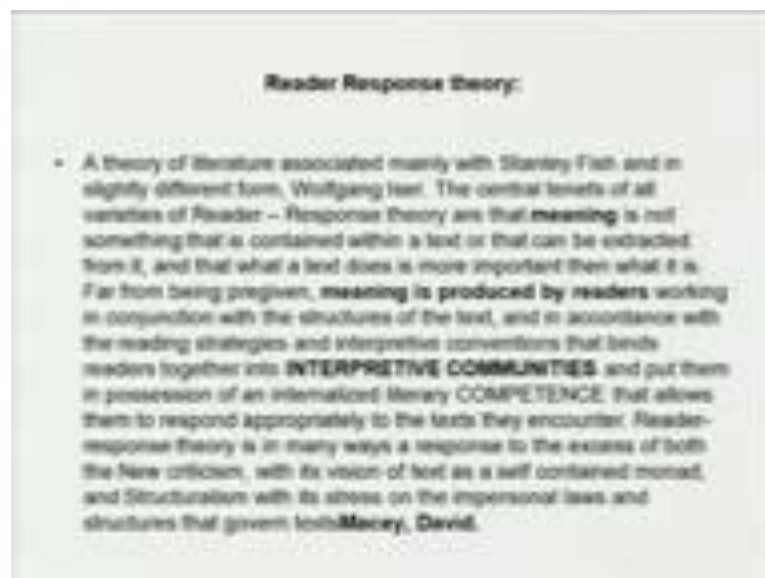 Reader Response theory:
• A theory of literature associated mainly with Stanley Fish and in
slightly different form, Wolfgang Iser. The central tenets of all
varieties of Reader – Response theory are that meaning is not
something that is contained within a text or that can be extracted
from it, and that what a text does is more important then what it is.
Far from being pregiven, meaning is produced by readers working
in conjunction with the structures of the text, and in accordance with
the reading strategies and interpretive conventions that binds
readers together into INTERPRETIVE COMMUNITIES and put them
in possession of an internalized literary COMPETENCE that allows
them to respond appropriately to the texts they encounter. Reader-
response theory is in many ways a response to the excess of both
the New criticism, with its vision of text as a self contained monad,
and Structuralism with its stress on the impersonal laws and
structures that govern textsMacey, David.